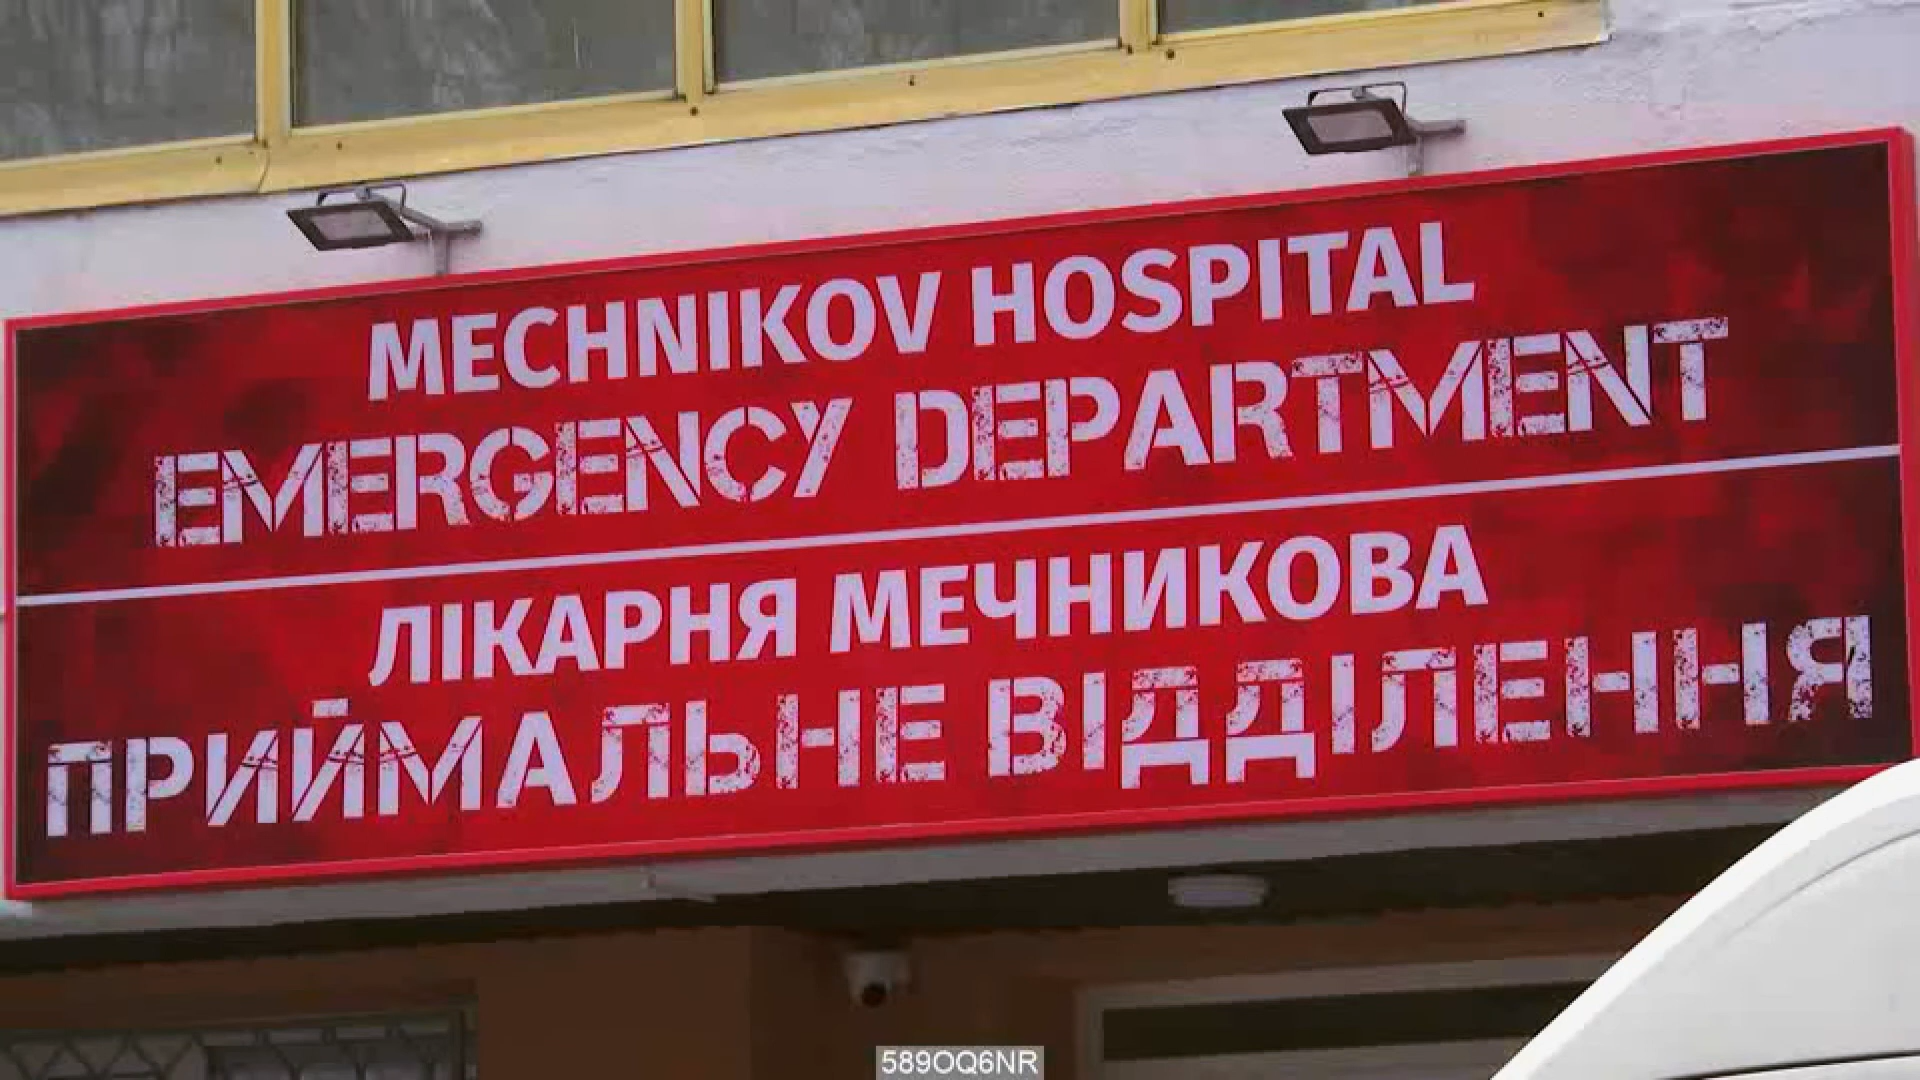 MECHNIKOV HOSPITAL
EMERGENCY DEPARTMENT
ЛІКАРНЯ МЕЧНИКОВА
ПРИЙМАЛЬНЕ ВІДДІЛЕННЯ
589OQ6NR